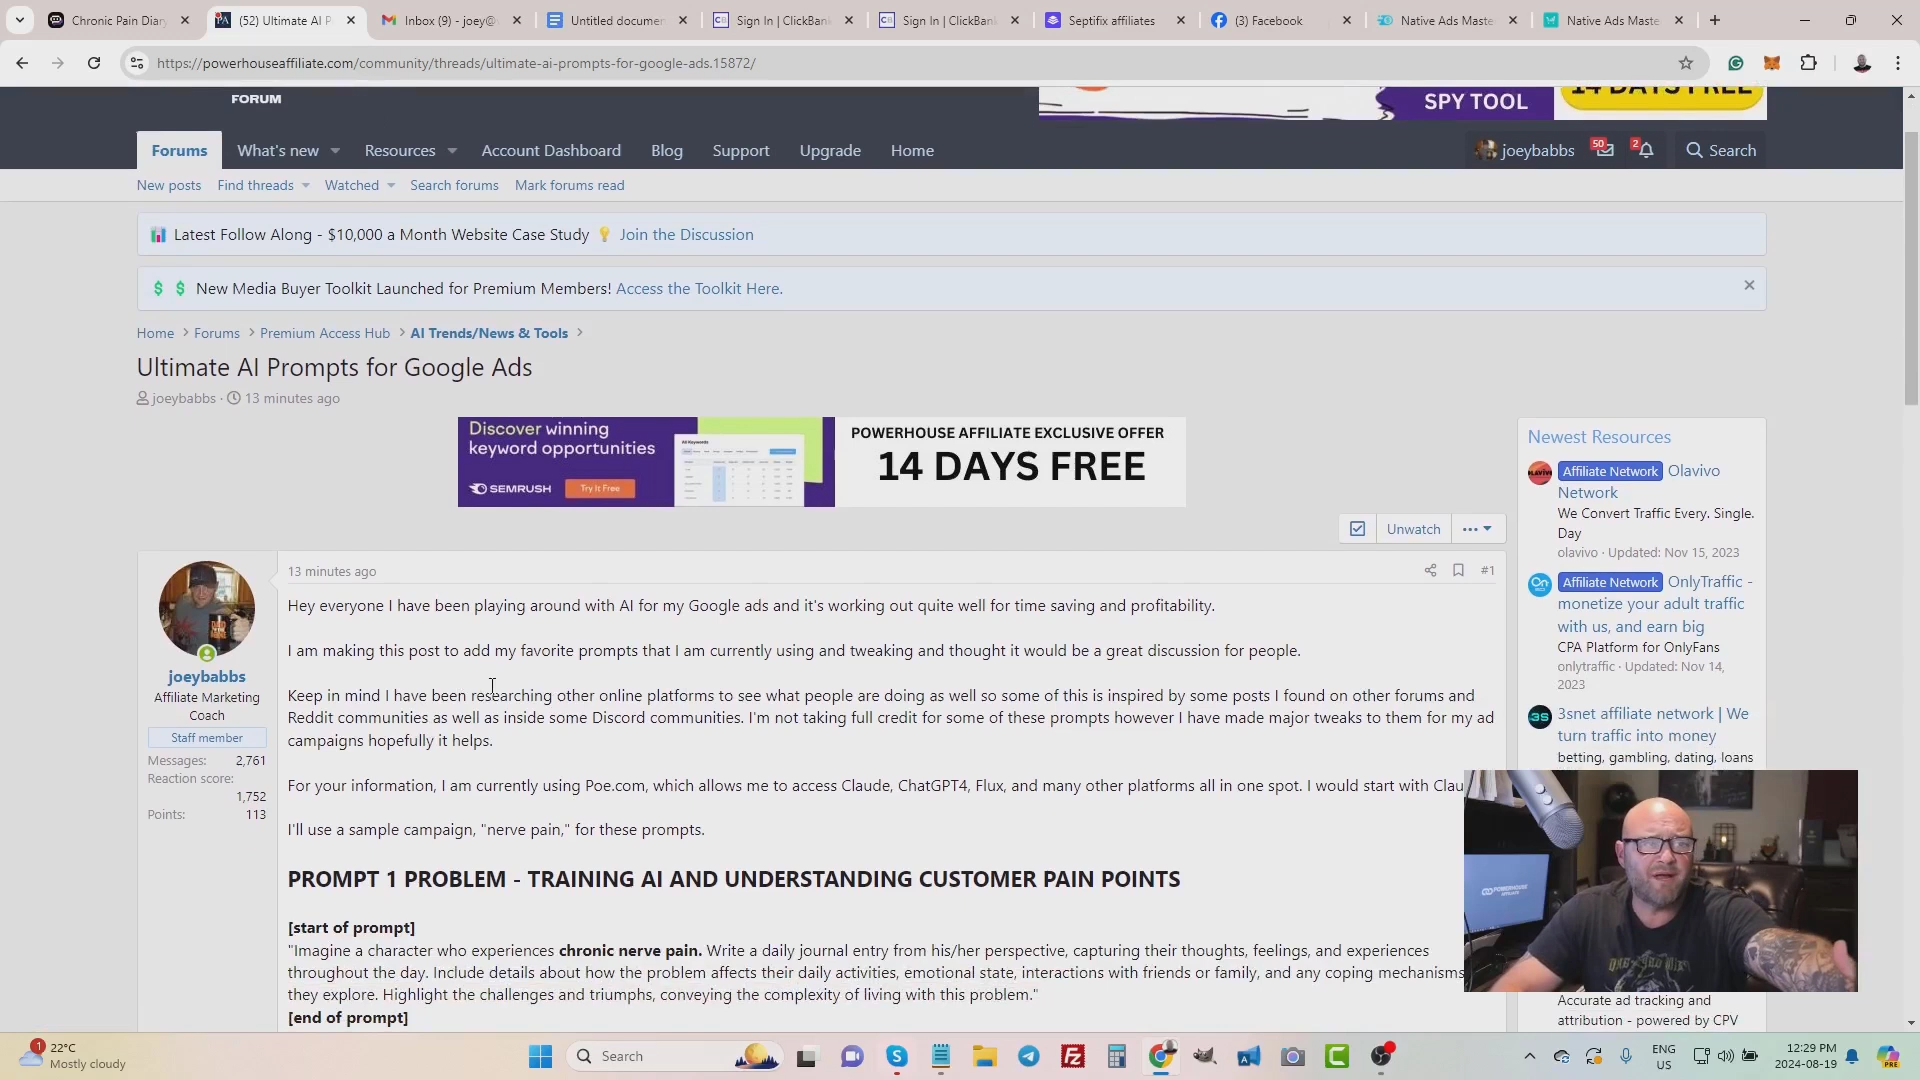 Chronic Pain Diar
(52) Ultimate AI P
Inbox (9) - joey@
Untitled documen
Sign In | ClickBank
Sign In | ClickBank
Septifix affiliates
(3) Facebook
Native Ads Maste
Native Ads Maste
https://powerhouseaffiliate.com/community/threads/ultimate-ai-prompts-for-google-ads.15872/
FORUM
SPY TOOL
14 DAYS FREE
Forums
What's new
Resources
Account Dashboard
Blog
Support
Upgrade
Home
joeybabbs
50
2
Search
New posts
Find threads
Watched
Search forums
Mark forums read
Latest Follow Along - $10,000 a Month Website Case Study 💡 Join the Discussion
New Media Buyer Toolkit Launched for Premium Members! Access the Toolkit Here.
Home > Forums > Premium Access Hub > AI Trends/News & Tools >
Ultimate AI Prompts for Google Ads
joeybabbs · 13 minutes ago
Discover winning
keyword opportunities
SEMRUSH
Try It Free
POWERHOUSE AFFILIATE EXCLUSIVE OFFER
14 DAYS FREE
Unwatch
joeybabbs
Affiliate Marketing
Coach
Staff member
Messages: 2,761
Reaction score:
1,752
Points: 113
13 minutes ago
#1
Hey everyone I have been playing around with AI for my Google ads and it's working out quite well for time saving and profitability.
I am making this post to add my favorite prompts that I am currently using and tweaking and thought it would be a great discussion for people.
Keep in mind I have been researching other online platforms to see what people are doing as well so some of this is inspired by some posts I found on other forums and
Reddit communities as well as inside some Discord communities. I'm not taking full credit for some of these prompts however I have made major tweaks to them for my ad
campaigns hopefully it helps.
For your information, I am currently using Poe.com, which allows me to access Claude, ChatGPT4, Flux, and many other platforms all in one spot. I would start with Clau
I'll use a sample campaign, "nerve pain," for these prompts.
PROMPT 1 PROBLEM - TRAINING AI AND UNDERSTANDING CUSTOMER PAIN POINTS
[start of prompt]
"Imagine a character who experiences chronic nerve pain. Write a daily journal entry from his/her perspective, capturing their thoughts, feelings, and experiences
throughout the day. Include details about how the problem affects their daily activities, emotional state, interactions with friends or family, and any coping mechanisms
they explore. Highlight the challenges and triumphs, conveying the complexity of living with this problem."
[end of prompt]
Newest Resources
Affiliate Network Olavivo
Network
We Convert Traffic Every. Single.
Day
olavivo · Updated: Nov 15, 2023
Affiliate Network OnlyTraffic -
monetize your adult traffic
with us, and earn big
CPA Platform for OnlyFans
onlytraffic · Updated: Nov 14,
2023
3snet affiliate network | We
turn traffic into money
betting, gambling, dating, loans
POWERHOUSE
Accurate ad tracking and
attribution - powered by CPV
1
22°C
Mostly cloudy
Search
ENG
US
12:29 PM
2024-08-19